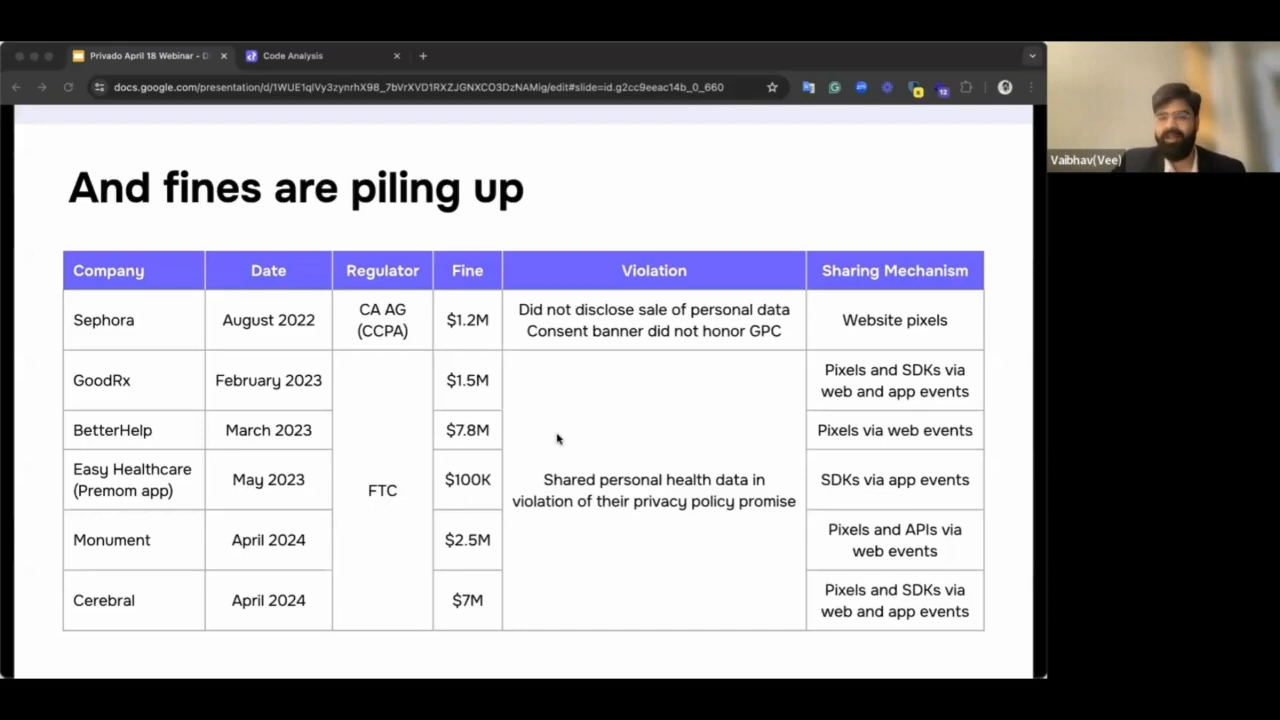 Privado April 18 Webinar - D
Code Analysis
docs.google.com/presentation/d/1WUE1qlVy3zynrhX9B_7bVrXVD1RXZJGNXCO3DzNAMig/edit#slide=id.g2cc9eeac14b_0_660
12
Vaibhav(Vee)
And fines are piling up
Company Date Regulator Fine Violation Sharing Mechanism
Sephora August 2022 CA AG (CCPA) $1.2M Did not disclose sale of personal data Website pixels
Consent banner did not honor GPC
GoodRx February 2023 $1.5M Pixels and SDKs via
web and app events
BetterHelp March 2023 $7.8M Pixels via web events
Easy Healthcare
(Premom app) May 2023 FTC $100K Shared personal health data in
violation of their privacy policy promise SDKs via app events
Monument April 2024 $2.5M Pixels and APIs via
web events
Cerebral April 2024 $7M Pixels and SDKs via
web and app events